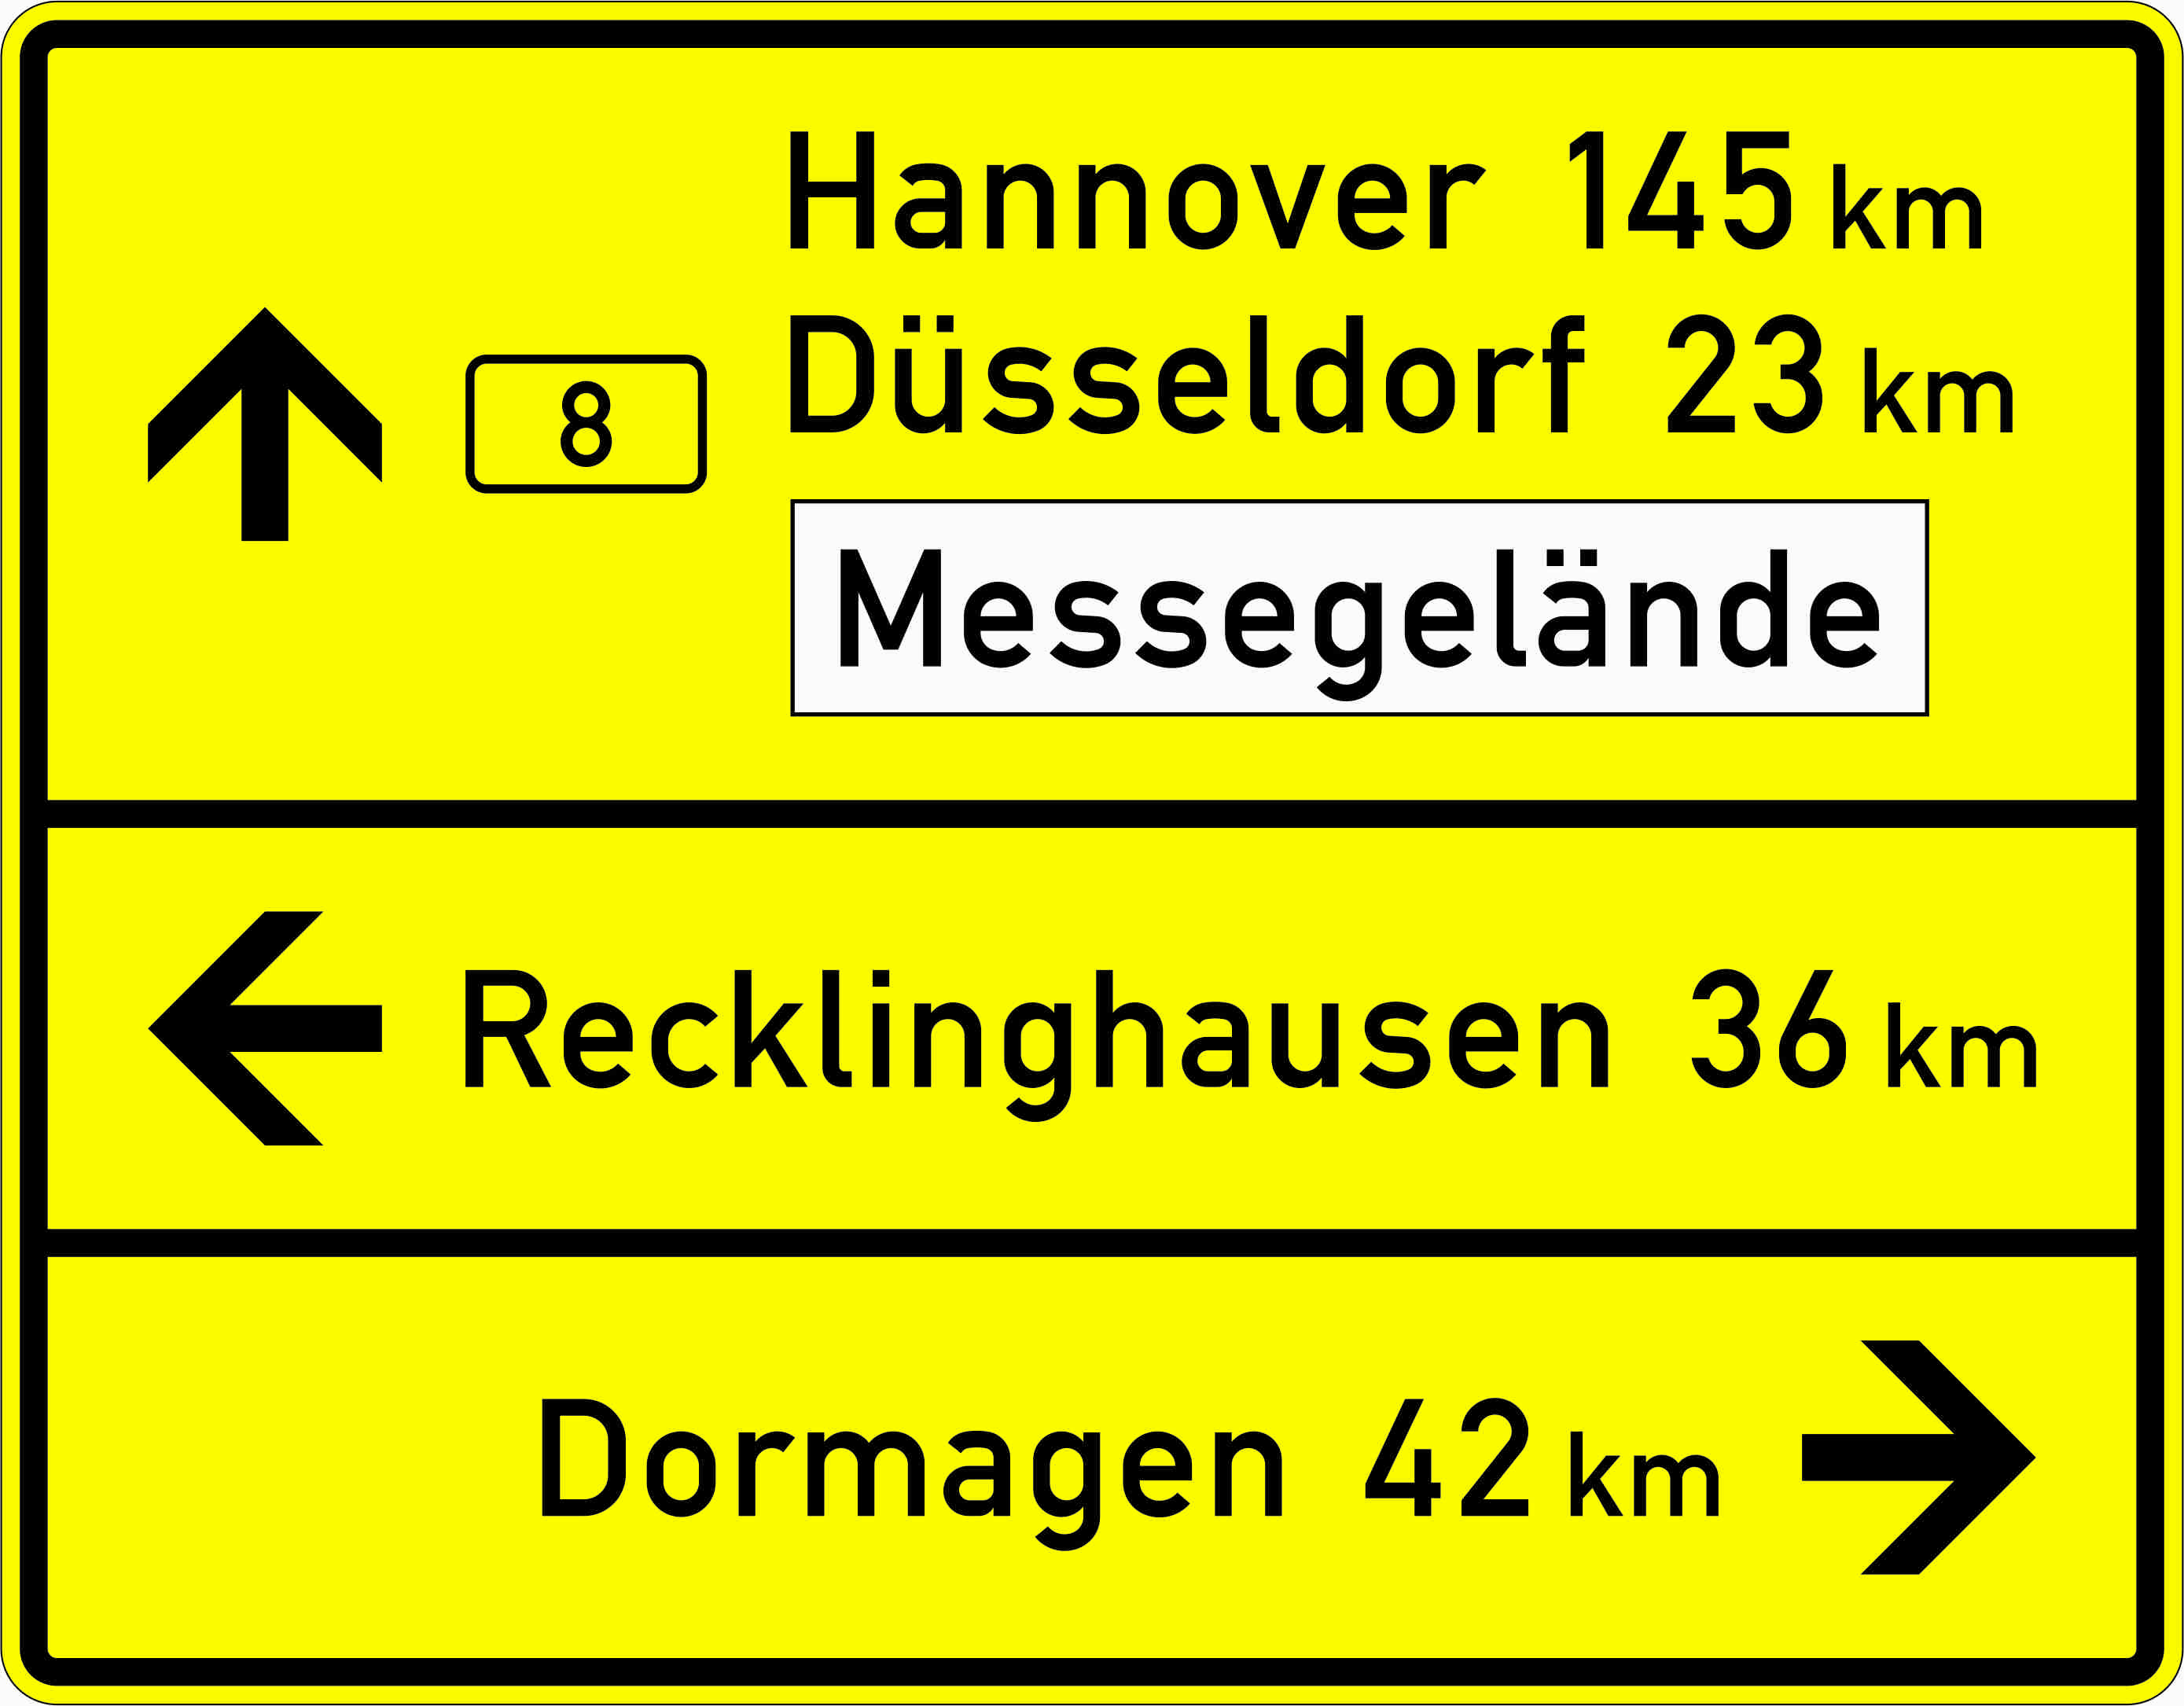 Hannover 145 km
8 Düsseldorf 23 km
Messegelände
Recklinghausen 36 km
Dormagen 42 km